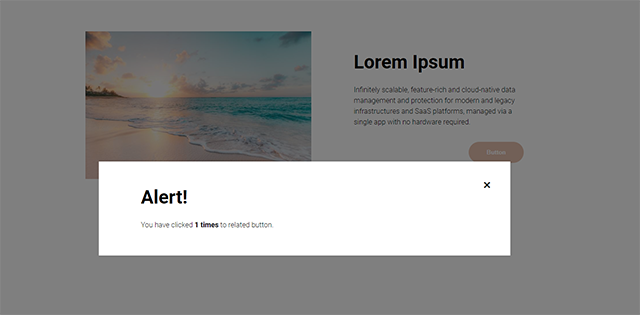 Lorem Ipsum
Infinitely scalable, feature-rich and cloud-native data
management and protection for modern and legacy
infrastructures and SaaS platforms, managed via a
single app with no hardware required.
Button
Alert!
You have clicked 1 times to related button.